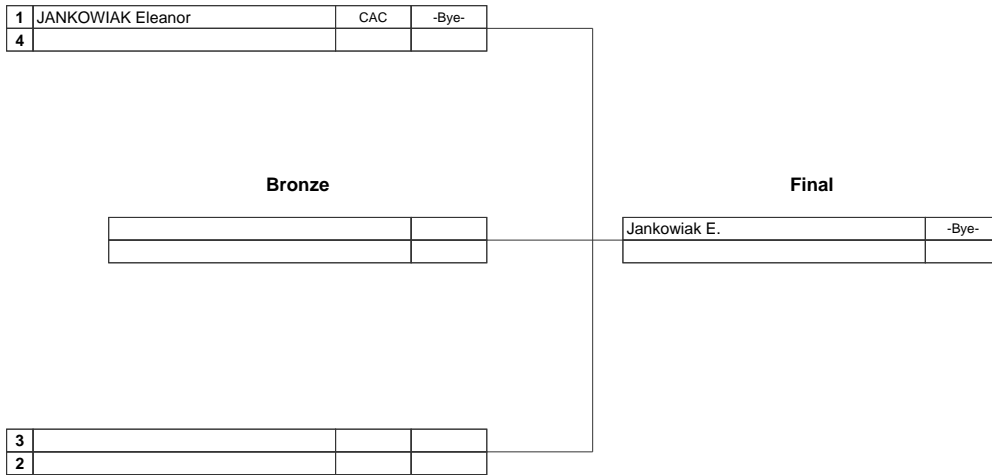 1 JANKOWIAK Eleanor CAC -Bye-
4
Bronze Final
Jankowiak E. -Bye-
3
2